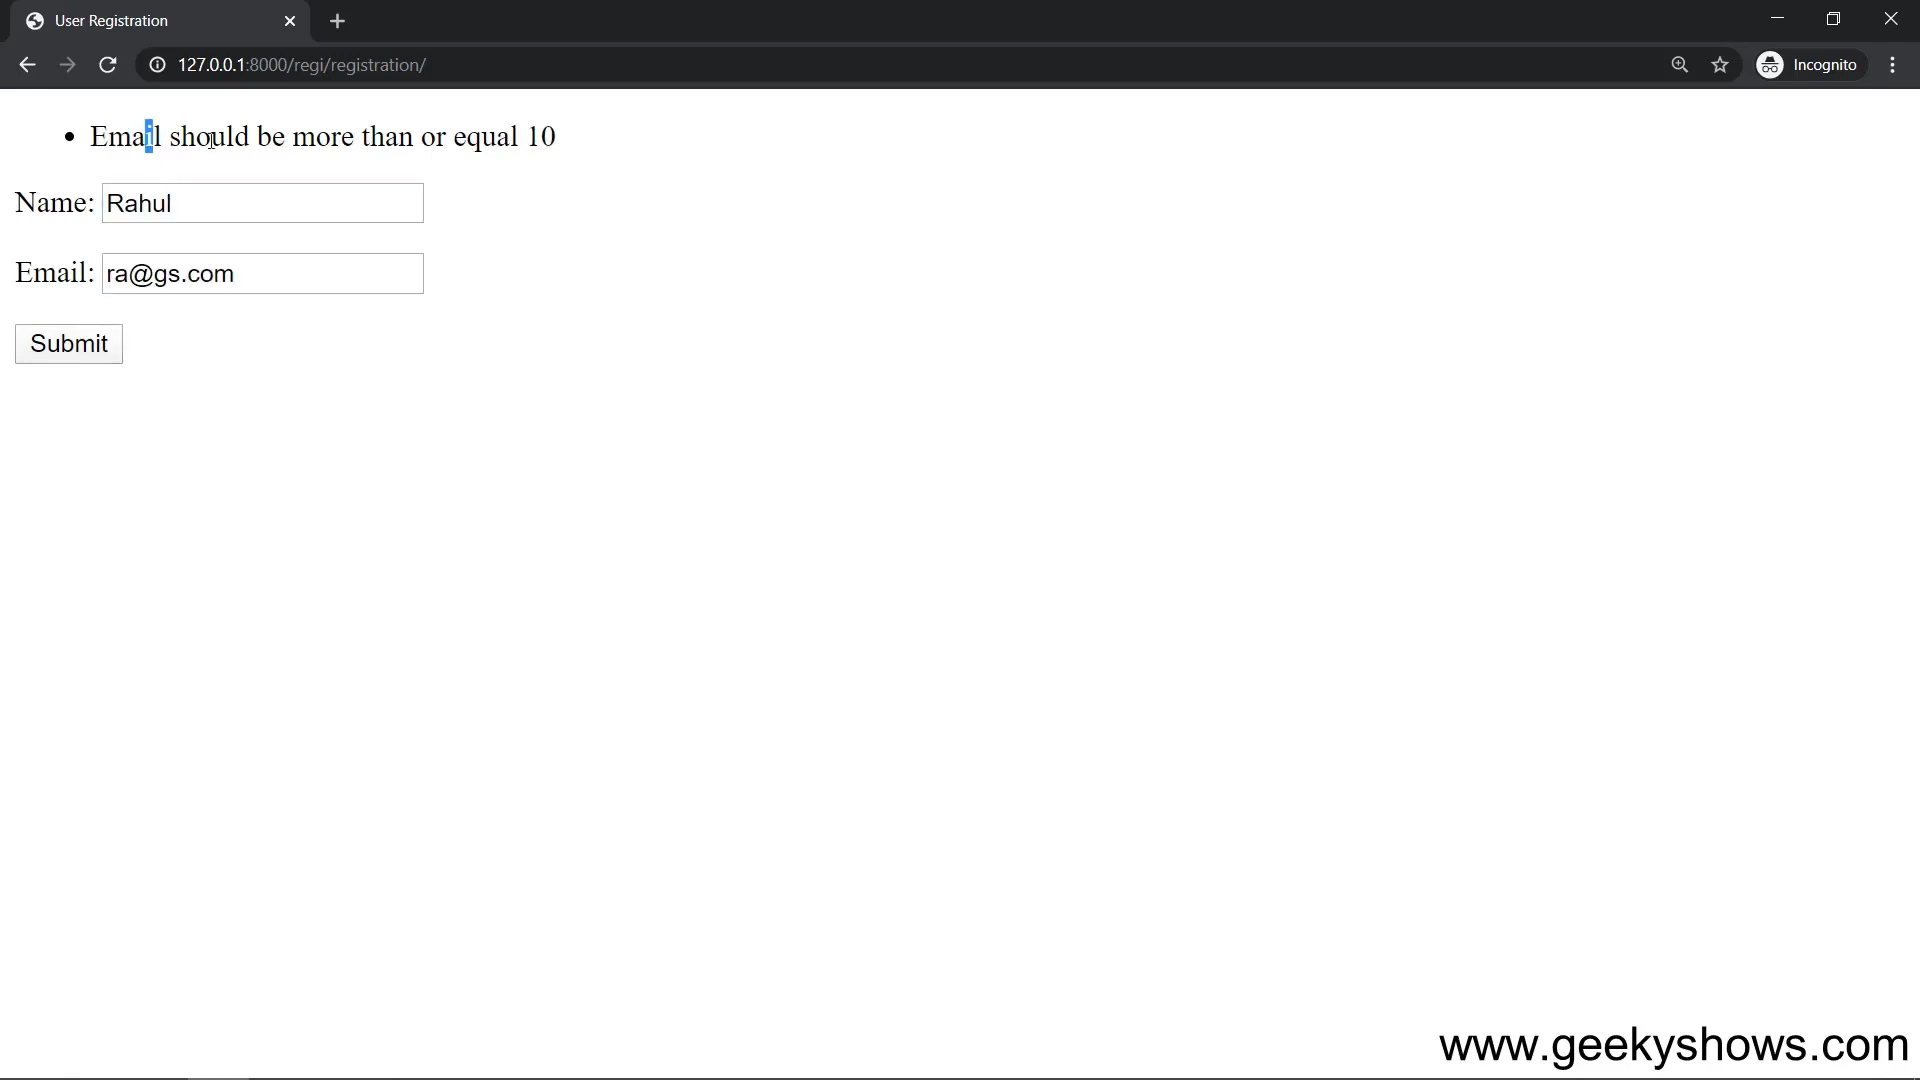 User Registration
127.0.0.1:8000/regi/registration/
Incognito
• Email should be more than or equal 10
Name: Rahul
Email: ra@gs.com
Submit
www.geekyshows.com